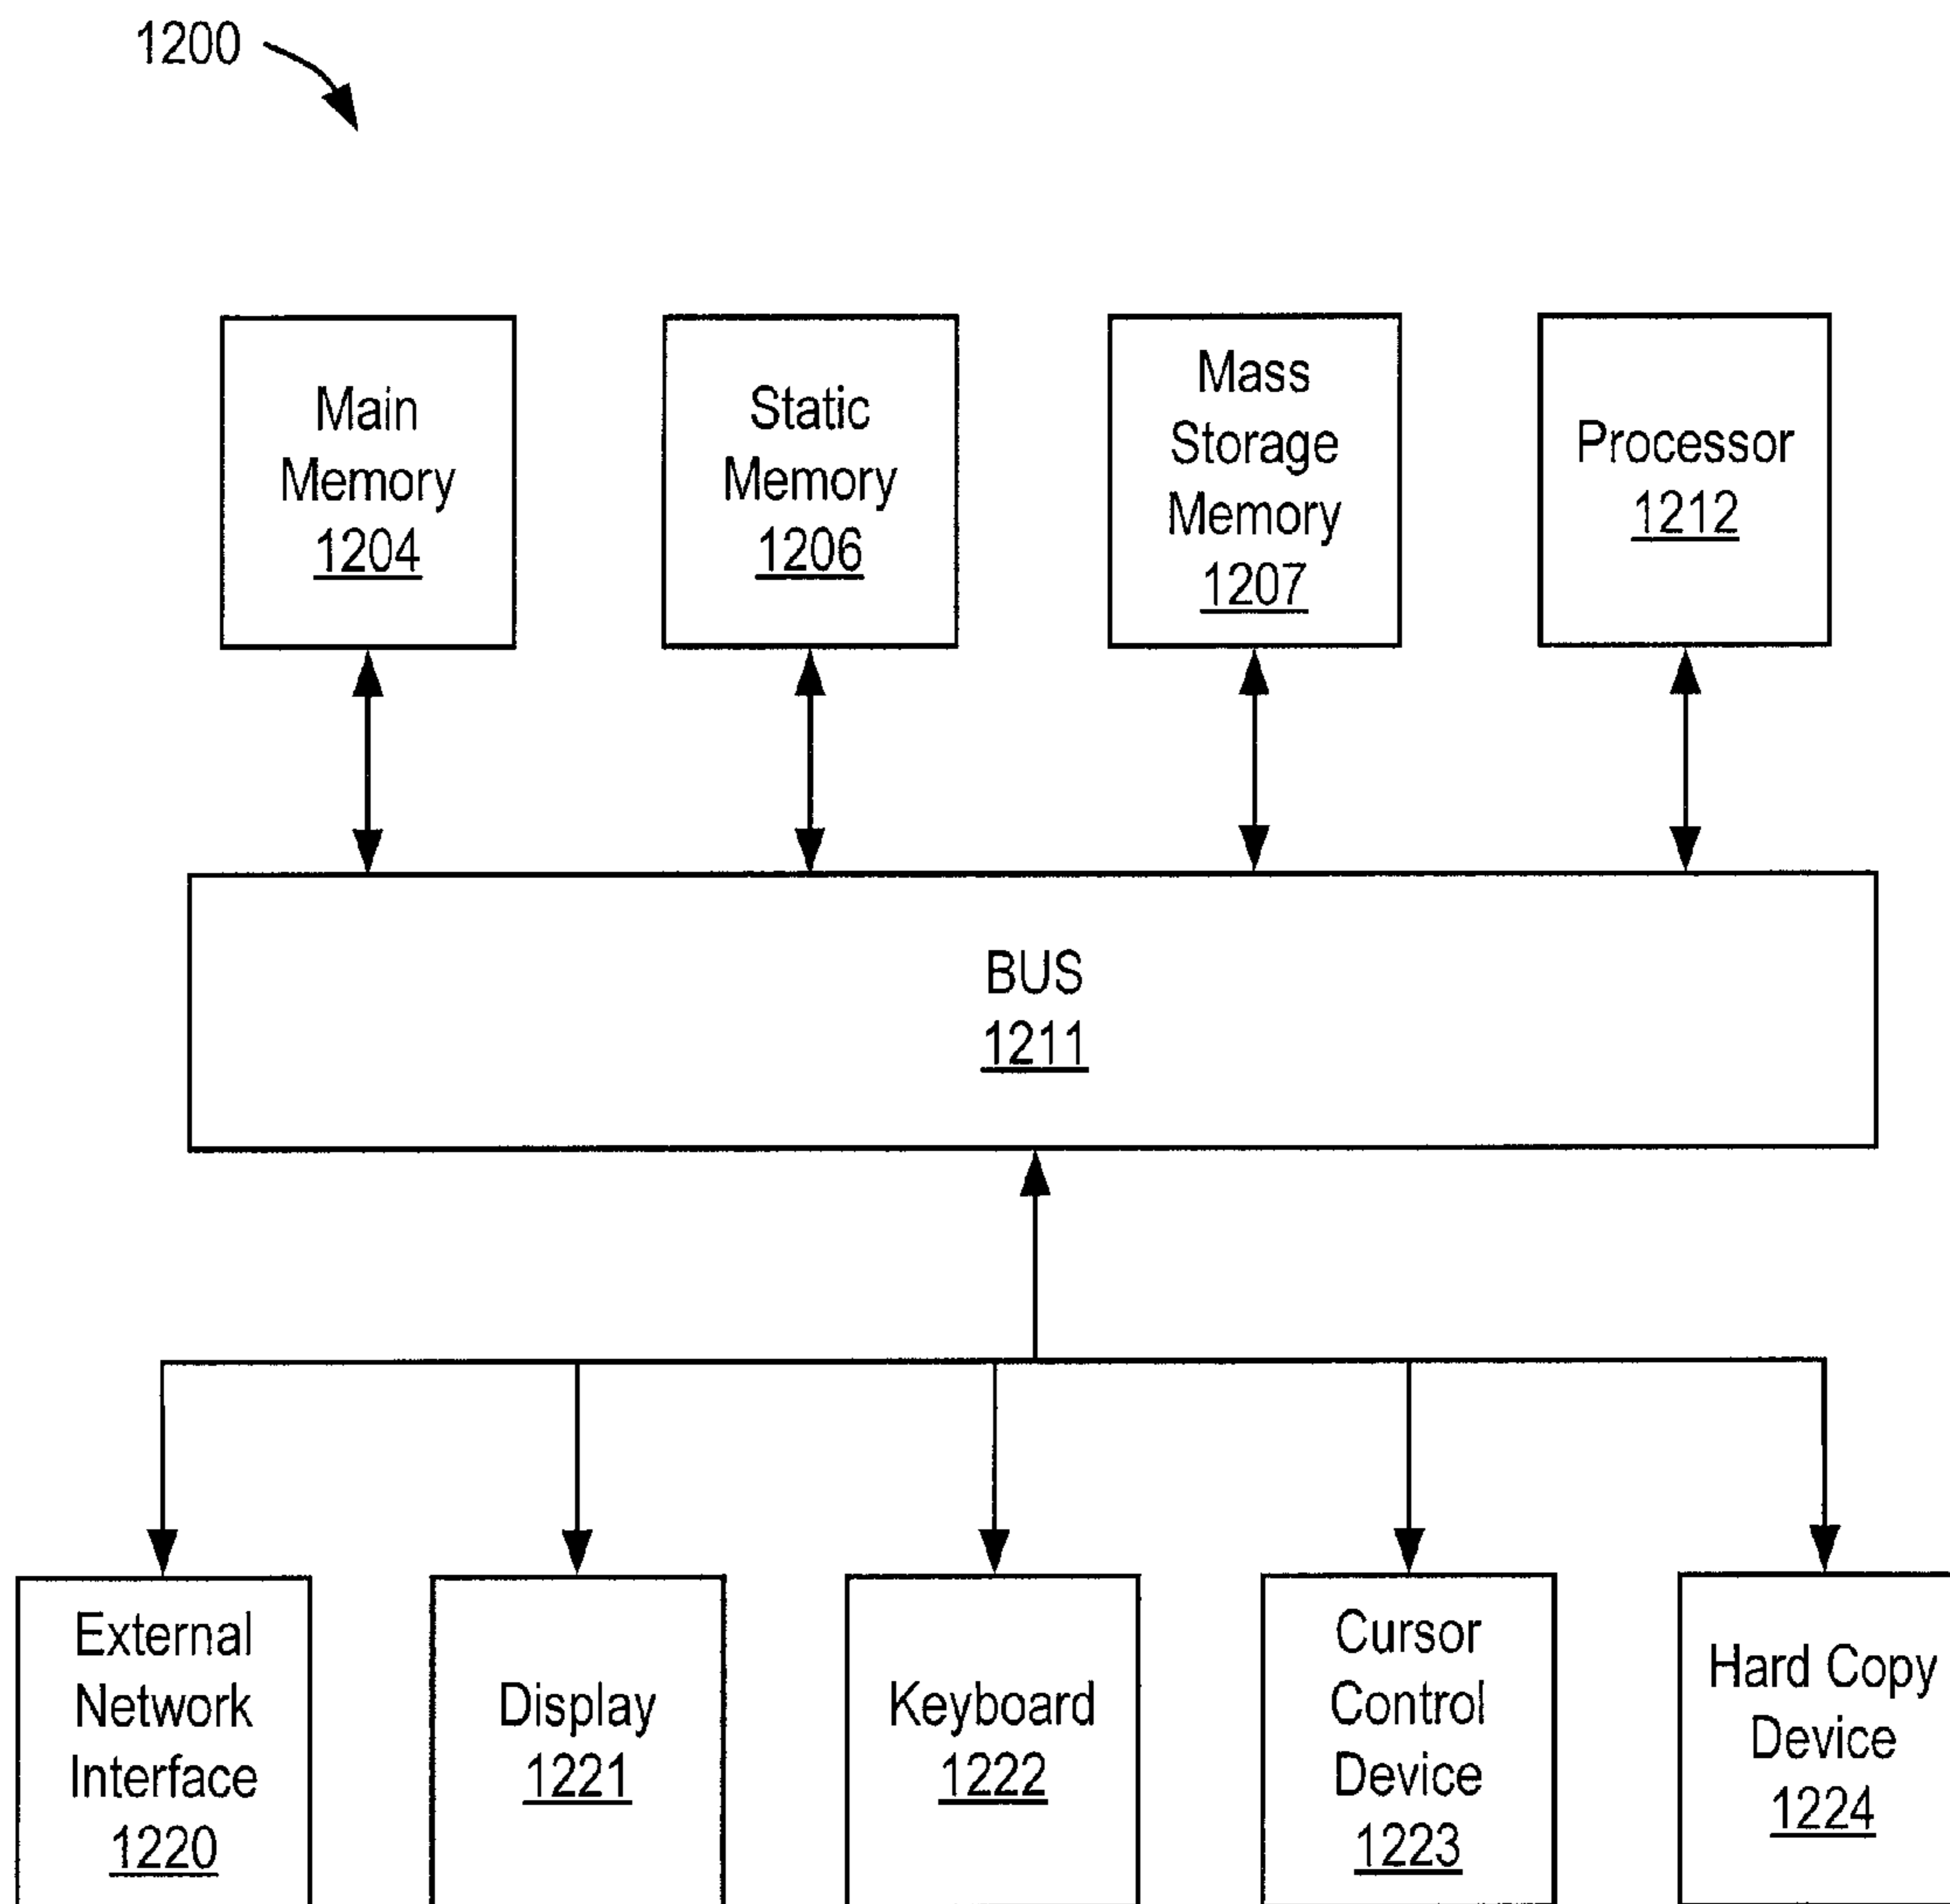 1200
Main
Memory
1204
Static
Memory
1206
Mass
Storage
Memory
1207
Processor
1212
BUS
1211
External
Network
Interface
1220
Display
1221
Keyboard
1222
Cursor
Control
Device
1223
Hard Copy
Device
1224